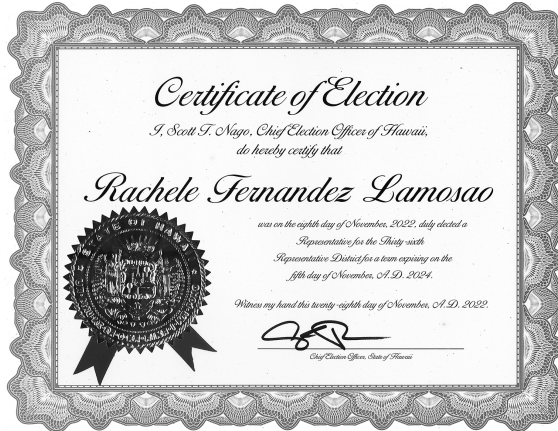 Certificate of Election
I, Scott T. Nago, Chief Election Officer of Hawaii,
do hereby certify that
Rachele Fernandez Lamosao
was on the eighth day of November, 2022, duly elected a
Representative for the Thirty-sixth
Representative District for a term expiring on the
fifth day of November, A.D. 2024.
Witness my hand this twenty-eighth day of November, A.D. 2022.
Chief Election Officer, State of Hawaii
STATE OF HAWAII